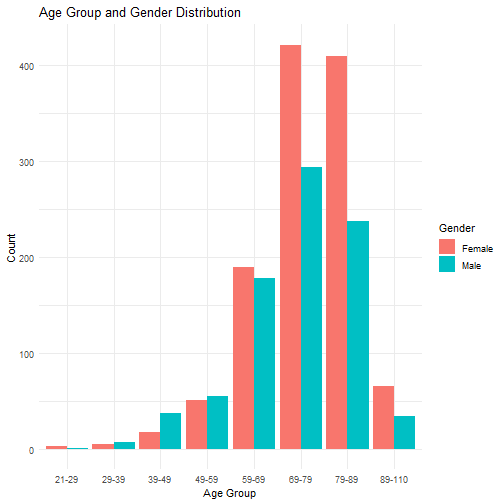 Age Group and Gender Distribution
400
300
200
100
0
Count
21-29
29-39
39-49
49-59
59-69
69-79
79-89
89-110
Age Group
Gender
Female
Male